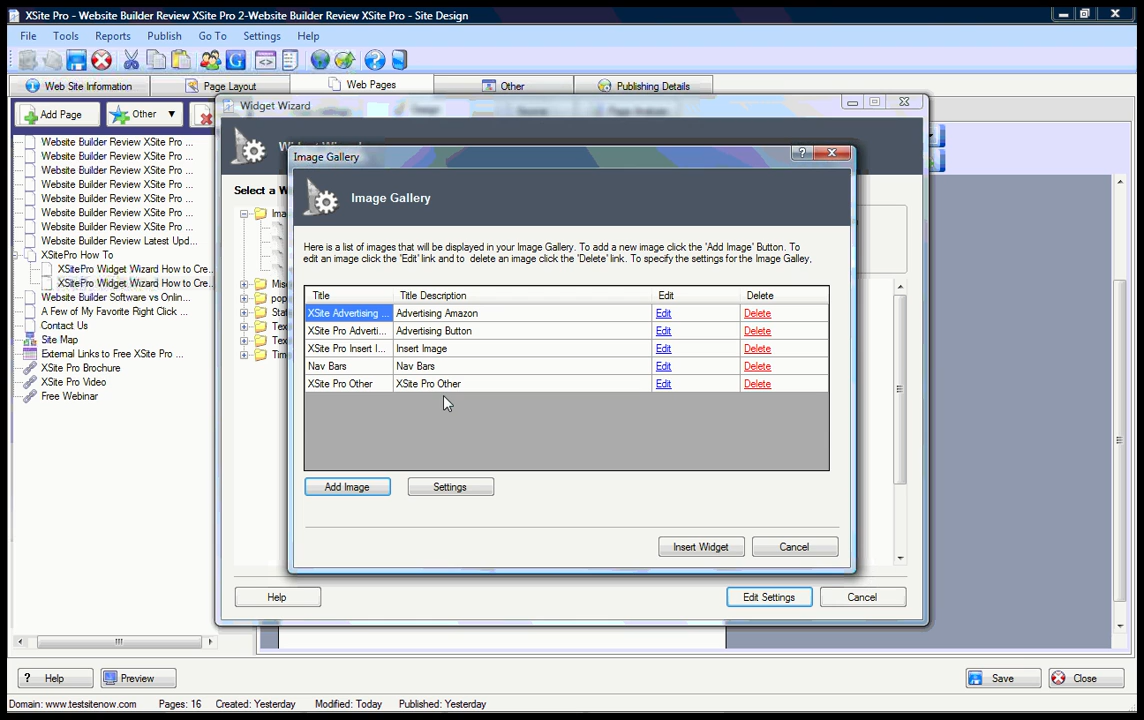 XSite Pro - Website Builder Review XSite Pro 2-Website Builder Review XSite Pro - Site Design
File Tools Reports Publish Go To Settings Help
Web Site Information Page Layout Web Pages Other Publishing Details
Add Page Other
Widget Wizard
Website Builder Review XSite Pro ...
Website Builder Review XSite Pro ...
Website Builder Review XSite Pro ...
Website Builder Review XSite Pro ...
Website Builder Review XSite Pro ...
Website Builder Review XSite Pro ...
Website Builder Review XSite Pro ...
Website Builder Review Latest Upd...
XSitePro How To
XSitePro Widget Wizard How to Cre...
XSitePro Widget Wizard How to Cre...
Website Builder Software vs Onlin...
A Few of My Favorite Right Click ...
Contact Us
Site Map
External Links to Free XSite Pro ...
XSite Pro Brochure
XSite Pro Video
Free Webinar
Select a W
Ima
Misc
pop
Stat
Tex
Tex
Tim
Image Gallery
Image Gallery
Here is a list of images that will be displayed in your Image Gallery. To add a new image click the 'Add Image' Button. To
edit an image click the 'Edit' link and to delete an image click the 'Delete' link. To specify the settings for the Image Galley,
Title Title Description Edit Delete
XSite Advertising ... Advertising Amazon Edit Delete
XSite Pro Adverti... Advertising Button Edit Delete
XSite Pro Insert I... Insert Image Edit Delete
Nav Bars Nav Bars Edit Delete
XSite Pro Other XSite Pro Other Edit Delete
Add Image Settings
Insert Widget Cancel
Help Edit Settings Cancel
? Help Preview Save Close
Domain: www.testsitenow.com Pages: 16 Created: Yesterday Modified: Today Published: Yesterday